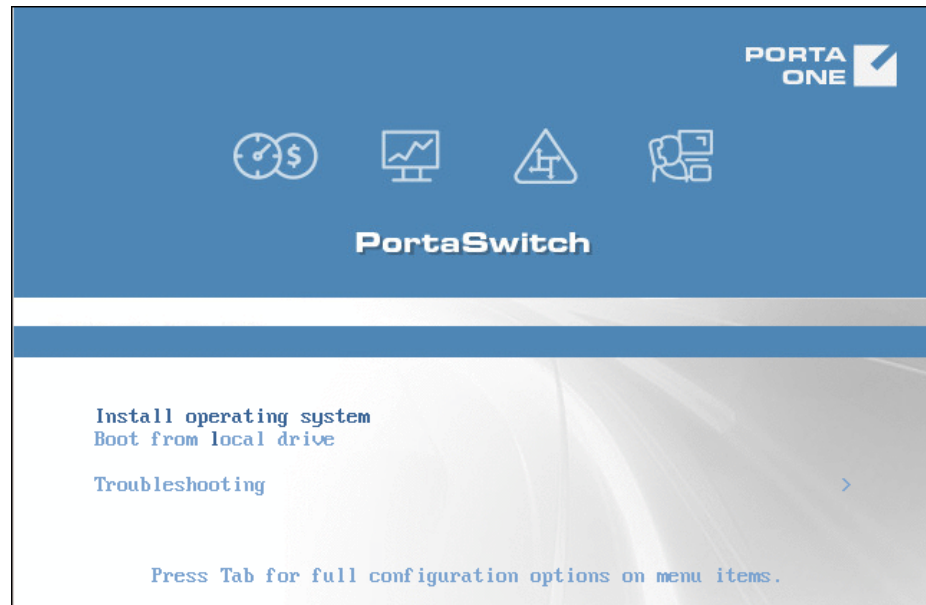 PORTA
ONE
$
PortaSwitch
Install operating system
Boot from local drive
Troubleshooting >
Press Tab for full configuration options on menu items.